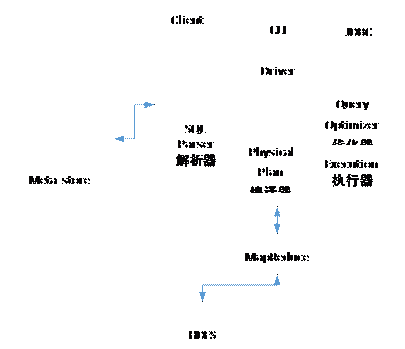 Client
CLI
JDBC
Driver
SQL
Parser
解析器
Physical
Plan
编译器
Query
Optimizer
优化器
Execution
执行器
Meta store
MapReduce
HDFS